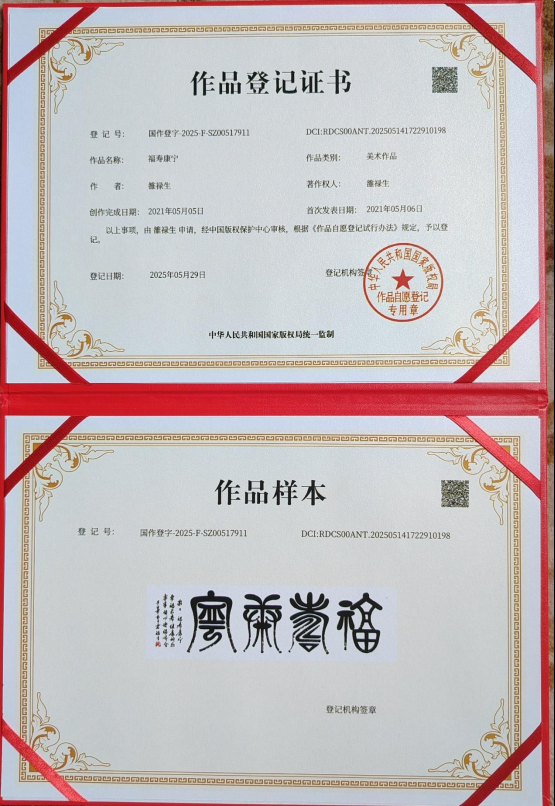 作品登记证书
登 记 号: 国作登字-2025-F-SZ00517911 DCI:RDCS00ANT.202505141722910198
作品名称: 福寿康宁 作品类别: 美术作品
作 者: 雒禄生 著作权人: 雒禄生
创作完成日期: 2021年05月05日 首次发表日期: 2021年05月06日
以上事项,由 雒禄生 申请,经中国版权保护中心审核,根据《作品自愿登记试行办法》规定,予以登
记。
登记日期: 2025年05月29日 登记机构签章
中华人民共和国国家版权局
作品自愿登记
专用章
中华人民共和国国家版权局统一监制
作品样本
登 记 号: 国作登字-2025-F-SZ00517911 DCI:RDCS00ANT.202505141722910198
福寿康宁
登记机构签章